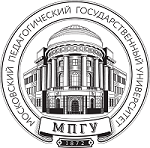 МОСКОВСКИЙ ПЕДАГОГИЧЕСКИЙ ГОСУДАРСТВЕННЫЙ УНИВЕРСИТЕТ
МПГУ
1872